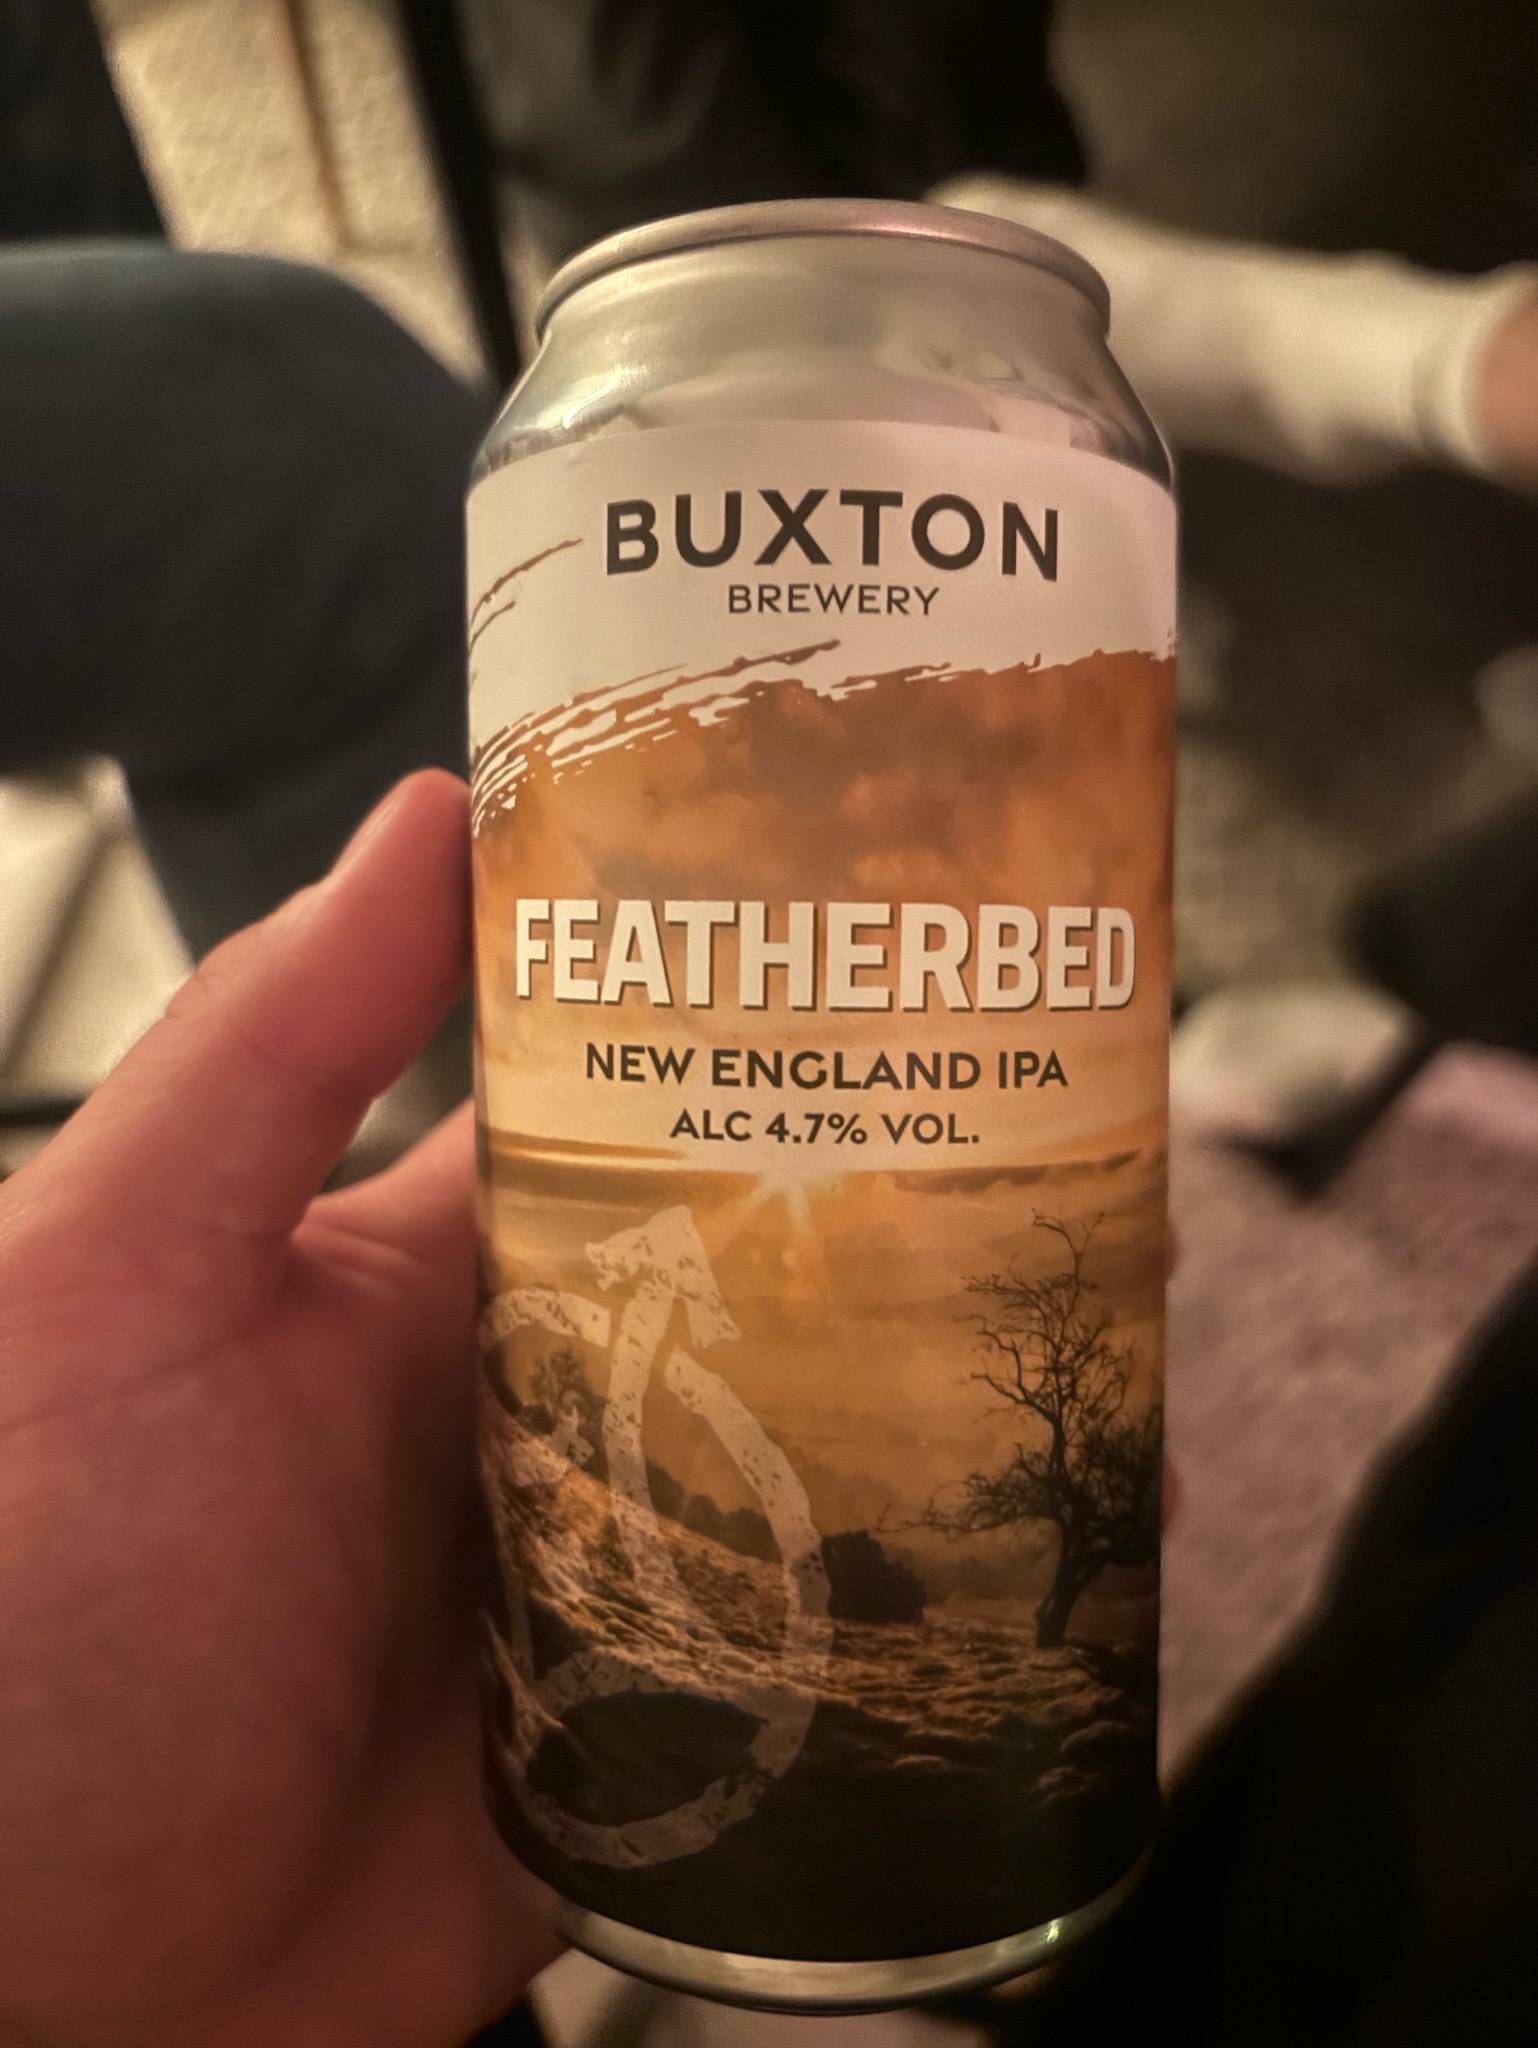 BUXTON
BREWERY
FEATHERBED
NEW ENGLAND IPA
ALC 4.7% VOL.